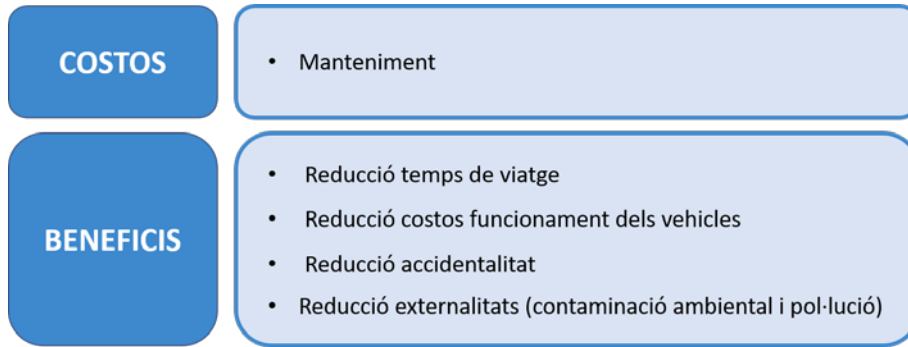 COSTOS
• Manteniment
BENEFICIS
• Reducció temps de viatge
• Reducció costos funcionament dels vehicles
• Reducció accidentalitat
• Reducció externalitats (contaminació ambiental i pol·lució)